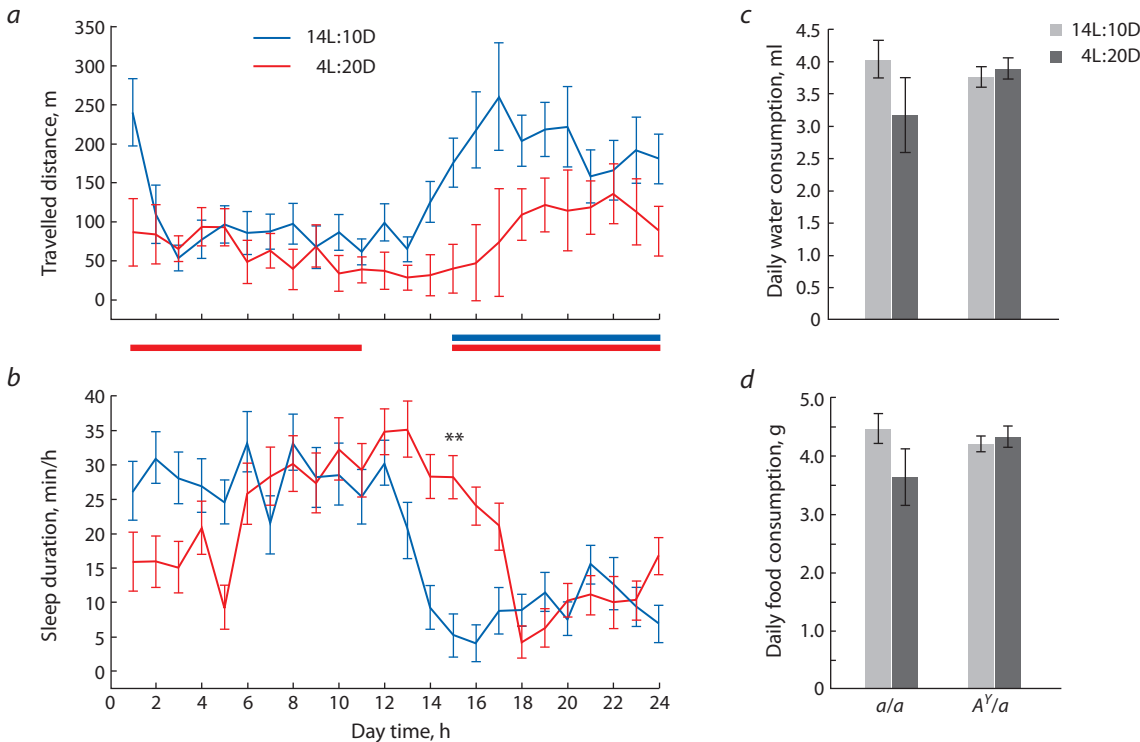 a
350
300
250
200
150
100
50
0
Travelled distance, m
14L:10D
4L:20D
b
40
35
30
25
20
15
10
5
0
Sleep duration, min/h
**
0 2 4 6 8 10 12 14 16 18 20 22 24
Day time, h
c
14L:10D
4L:20D
4.5
4.0
3.5
3.0
2.5
2.0
1.5
1.0
0.5
0
Daily water consumption, ml
d
5.0
4.0
3.0
4.0
1.0
0
Daily food consumption, g
a/a A^Y/a